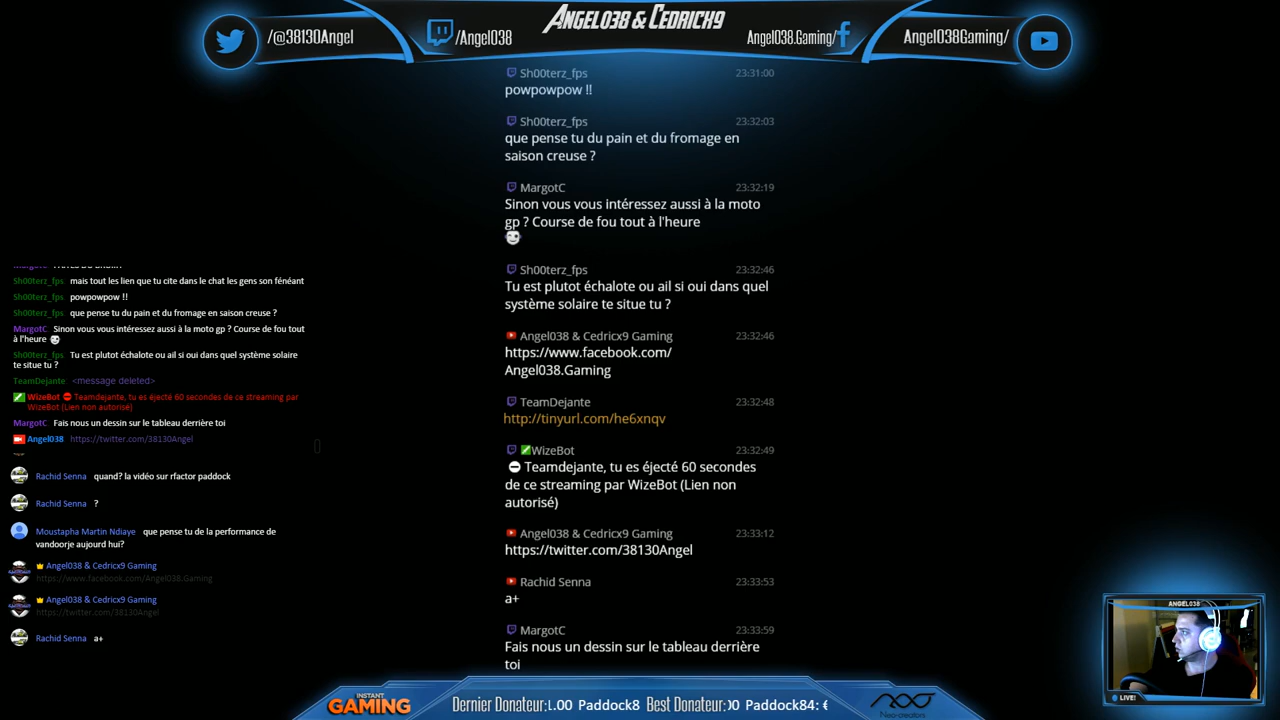 /@38130Angel
/Angel038
Angel038 & Cedricx9
Angel038.Gaming/
Angel038Gaming/
Sh00terz_fps 23:31:00
powpowpow !!
Sh00terz_fps 23:32:03
que pense tu du pain et du fromage en
saison creuse ?
MargotC 23:32:19
Sinon vous vous intéressez aussi à la moto
gp ? Course de fou tout à l'heure
Sh00terz_fps 23:32:46
Tu est plutot échalote ou ail si oui dans quel
système solaire te situe tu ?
Angel038 & Cedricx9 Gaming 23:32:46
https://www.facebook.com/
Angel038.Gaming
TeamDejante 23:32:48
http://tinyurl.com/he6xnqv
WizeBot 23:32:49
Teamdejante, tu es éjecté 60 secondes
de ce streaming par WizeBot (Lien non
autorisé)
Angel038 & Cedricx9 Gaming 23:33:12
https://twitter.com/38130Angel
Rachid Senna 23:33:53
a+
MargotC 23:33:59
Fais nous un dessin sur le tableau derrière
toi
Sh00terz_fps mais tout les lien que tu cite dans le chat les gens son fénéant
Sh00terz_fps powpowpow !!
Sh00terz_fps que pense tu du pain et du fromage en saison creuse ?
MargotC Sinon vous vous intéressez aussi à la moto gp ? Course de fou tout
à l'heure
Sh00terz_fps Tu est plutot échalote ou ail si oui dans quel système solaire
te situe tu ?
TeamDejante <message deleted>
WizeBot Teamdejante, tu es éjecté 60 secondes de ce streaming par
WizeBot (Lien non autorisé)
MargotC Fais nous un dessin sur le tableau derrière toi
Angel038 https://twitter.com/38130Angel
Rachid Senna quand? la vidéo sur rfactor paddock
Rachid Senna ?
Moustapha Martin Ndiaye que pense tu de la performance de
vandoorje aujourd hui?
Angel038 & Cedricx9 Gaming
https://www.facebook.com/Angel038.Gaming
Angel038 & Cedricx9 Gaming
https://twitter.com/38130Angel
Rachid Senna a+
ANGEL038
LIVE!
INSTANT
GAMING
Dernier Donateur: 1.00 Paddock8 Best Donateur: 00 Paddock84: €
Neo-creators